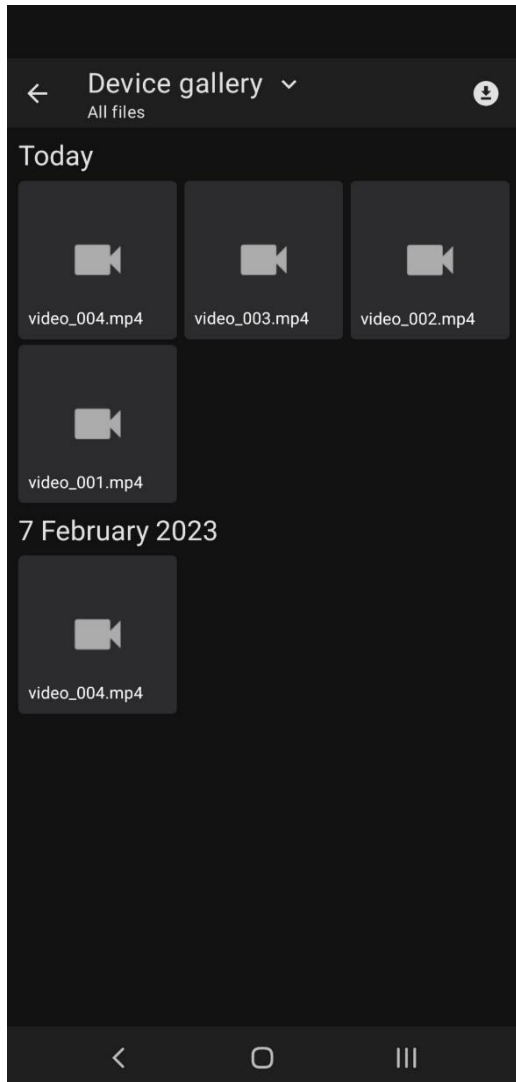 Device gallery
All files
Today
video_004.mp4
video_003.mp4
video_002.mp4
video_001.mp4
7 February 2023
video_004.mp4